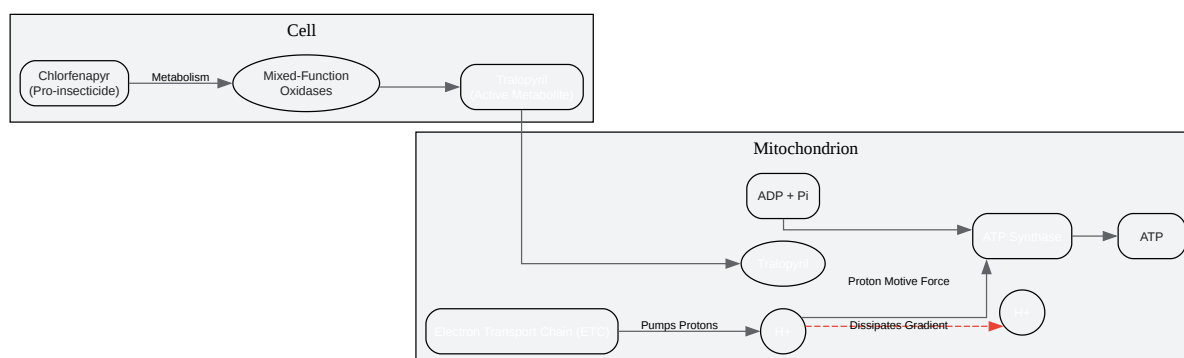 Cell
Chlorfenapyr
(Pro-insecticide)
Metabolism
Mixed-Function
Oxidases
Tralopyril
(Active Metabolite)
Mitochondrion
ADP + Pi
ATP Synthase
ATP
Tralopyril
Proton Motive Force
Electron Transport Chain (ETC)
Pumps Protons
H+
Dissipates Gradient
H+